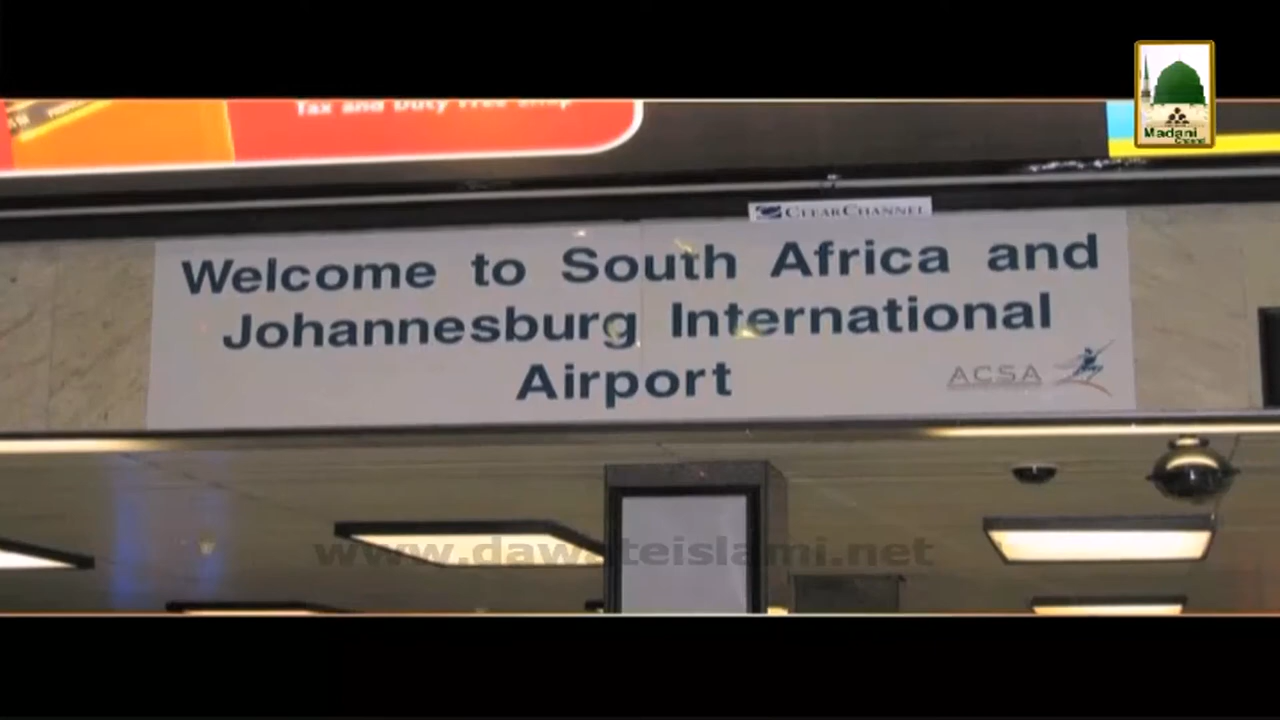 Tax and Duty Free Shop
Madani
Channel
CLEARCHANNEL
Welcome to South Africa and
Johannesburg International
Airport
ACSA
www.dawateislami.net